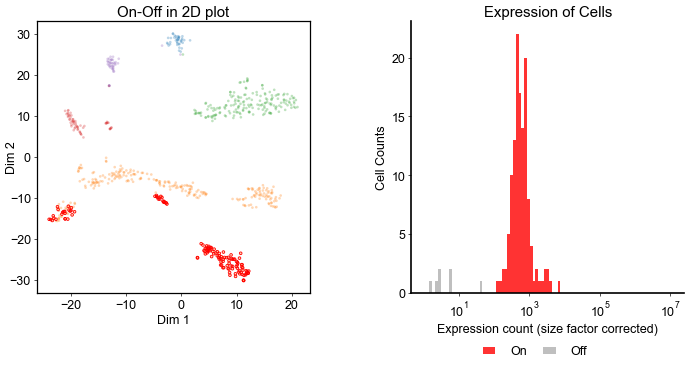 On-Off in 2D plot
30
20
10
0
−10
−20
−30
Dim 2
−20 −10 0 10 20
Dim 1
Expression of Cells
20
15
10
5
0
Cell Counts
10^1 10^3 10^5 10^7
Expression count (size factor corrected)
On Off